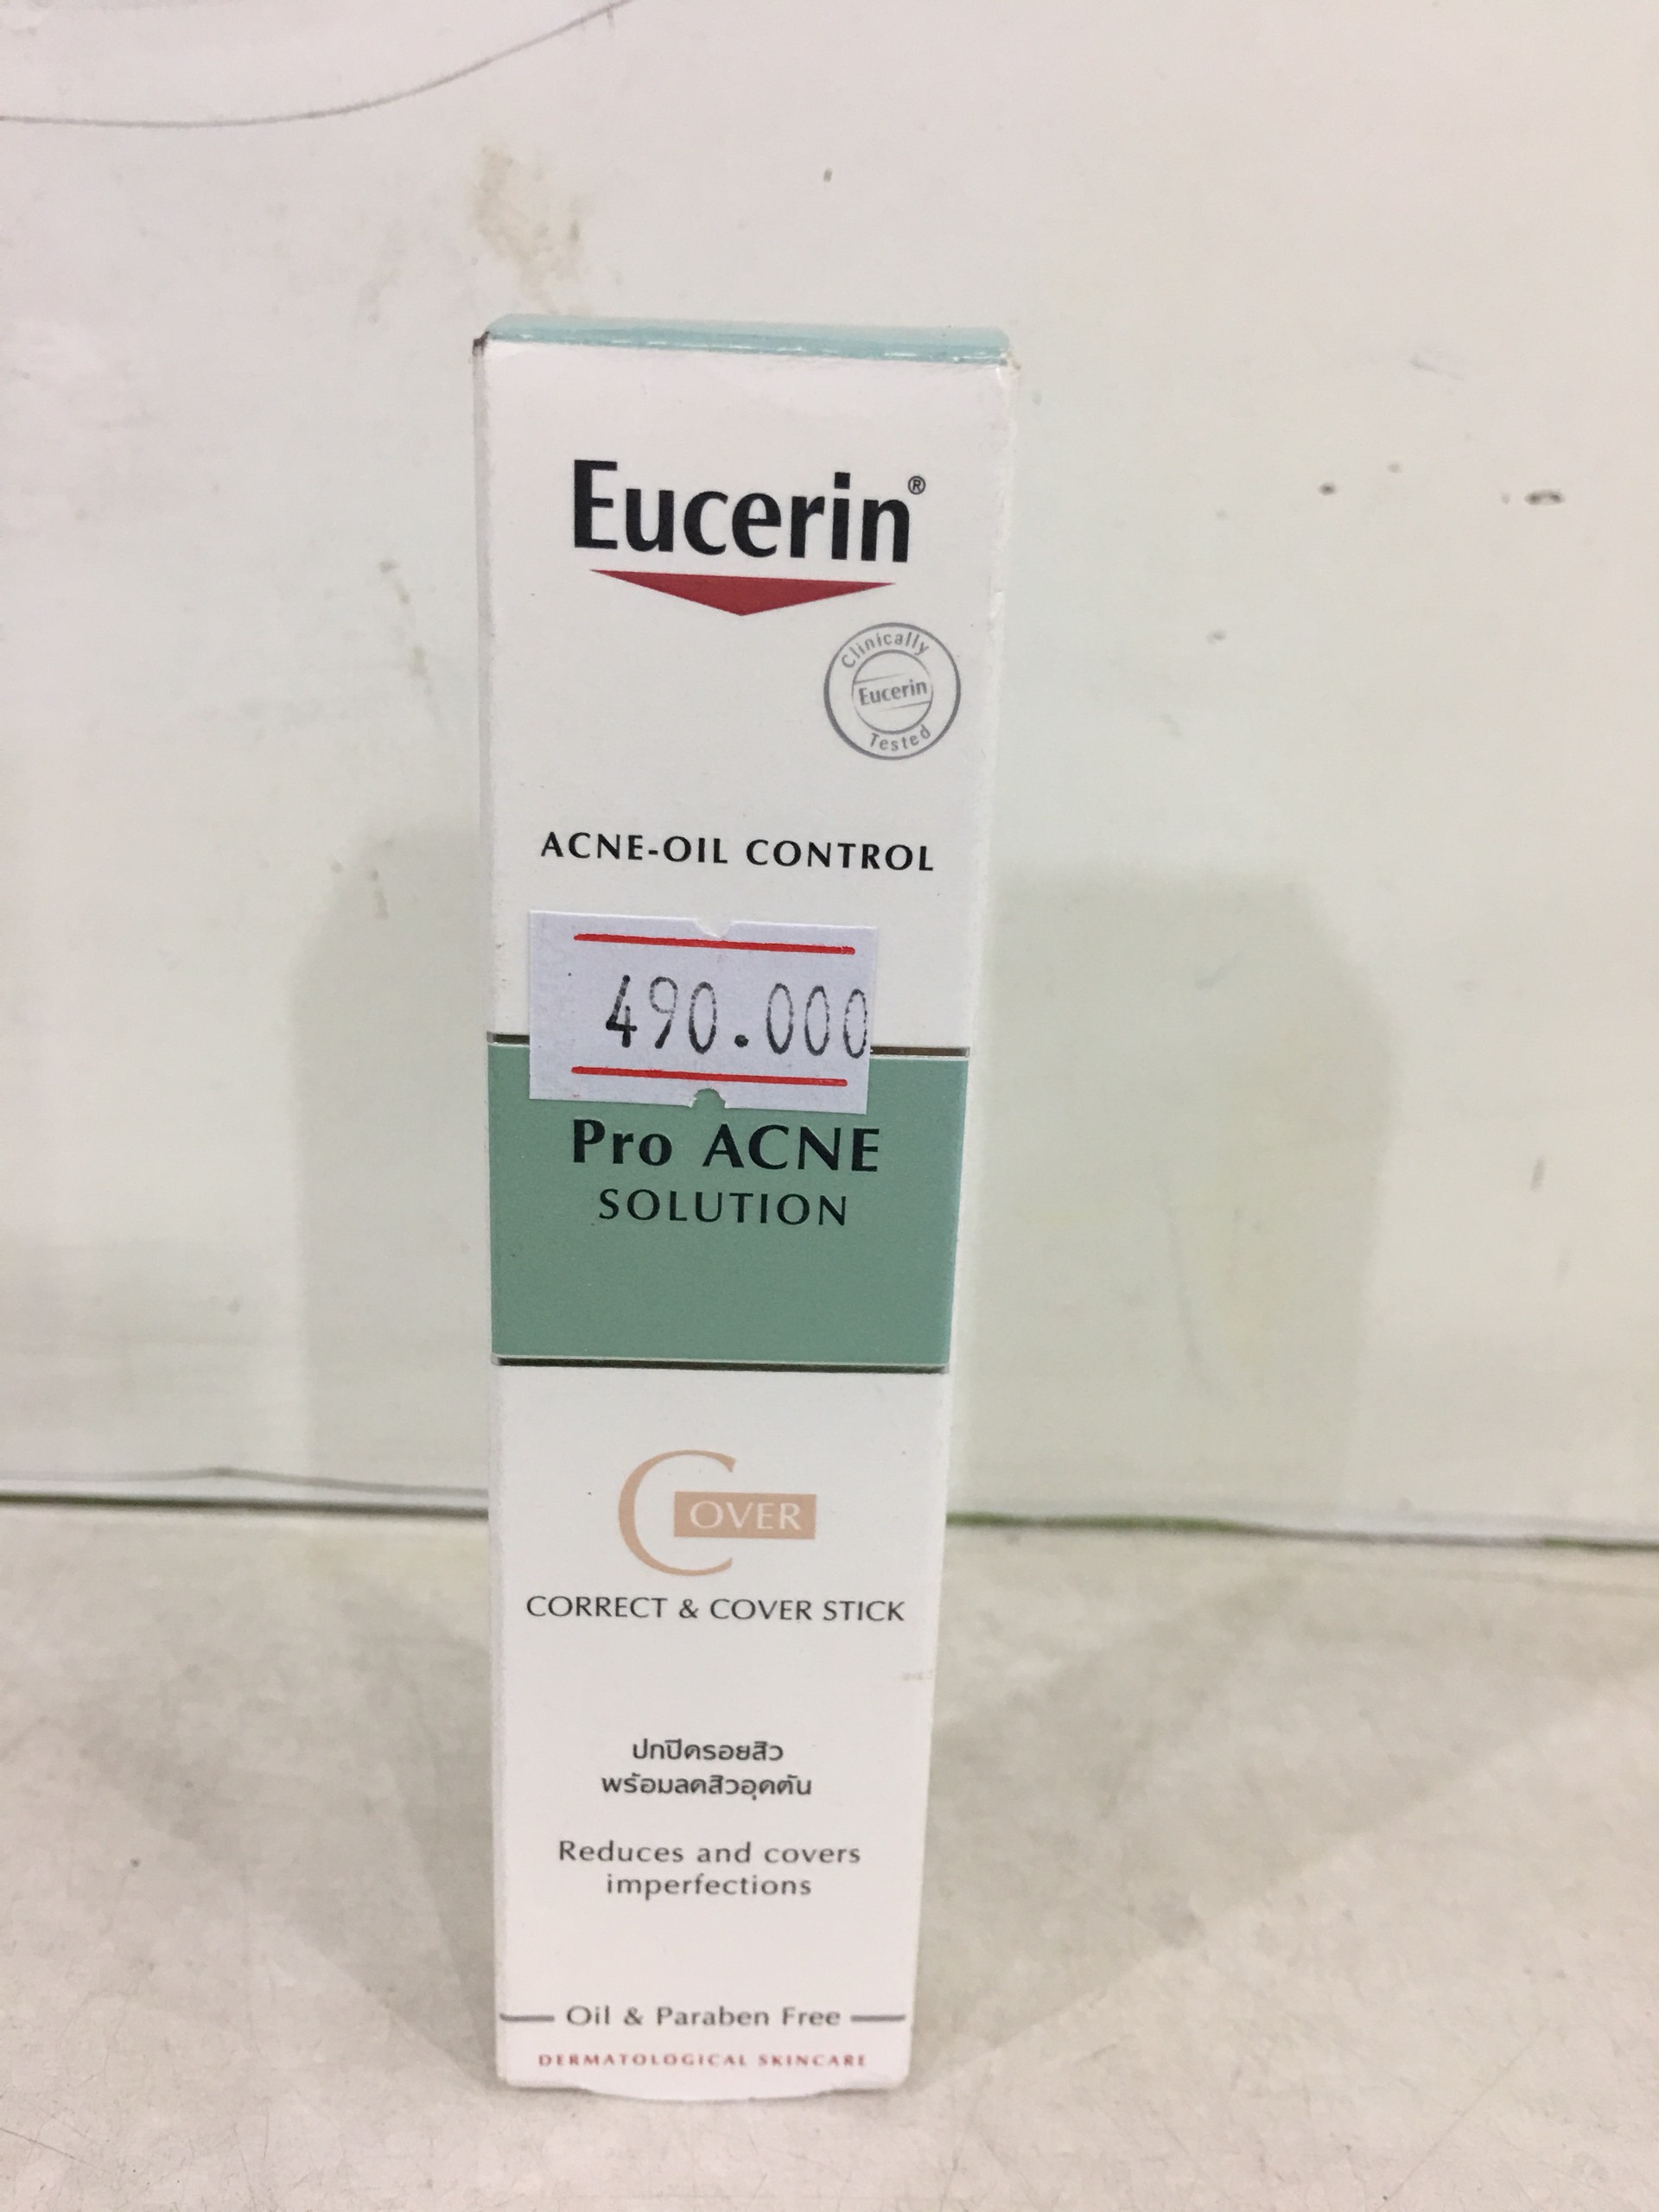 Eucerin®
Clinically
Eucerin
Tested
ACNE-OIL CONTROL
490.000
Pro ACNE
SOLUTION
COVER
CORRECT & COVER STICK
ปกปิดรอยสิว
พร้อมลดสิวอุดตัน
Reduces and covers
imperfections
Oil & Paraben Free
DERMATOLOGICAL SKINCARE